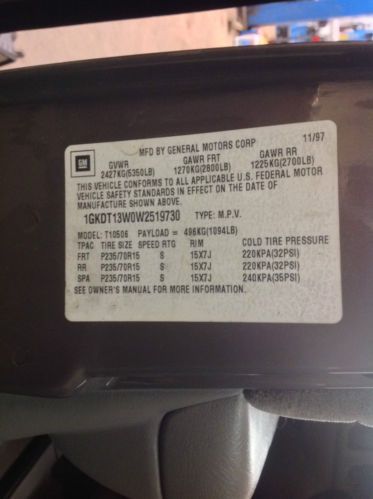 MFD BY GENERAL MOTORS CORP 11/97
GM
GVWR GAWR FRT GAWR RR
2427KG(5350LB) 1270KG(2800LB) 1225KG(2700LB)
THIS VEHICLE CONFORMS TO ALL APPLICABLE U.S. FEDERAL MOTOR
VEHICLE SAFETY STANDARDS IN EFFECT ON THE DATE OF
MANUFACTURE SHOWN ABOVE.
1GKDT13W0W2519730 TYPE: M.P.V.
MODEL: T10506 PAYLOAD = 496KG(1094LB)
TPAC TIRE SIZE SPEED RTG RIM COLD TIRE PRESSURE
FRT P235/70R15 S 15X7J 220KPA(32PSI)
RR P235/70R15 S 15X7J 220KPA(32PSI)
SPA P235/70R15 S 15X7J 240KPA(35PSI)
SEE OWNER'S MANUAL FOR MORE INFORMATION.